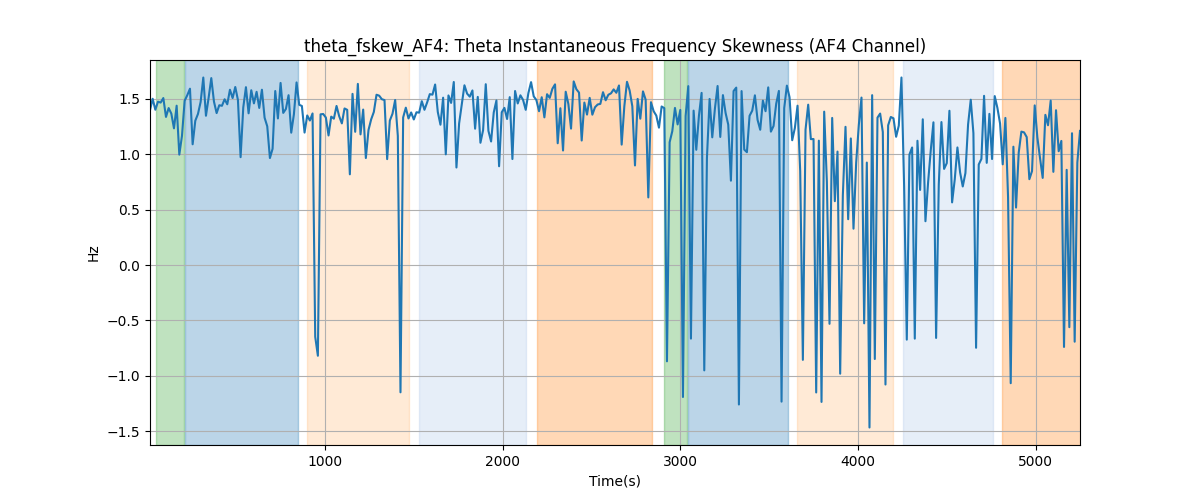 theta_fskew_AF4: Theta Instantaneous Frequency Skewness (AF4 Channel)
Hz
1.5
1.0
0.5
0.0
−0.5
−1.0
−1.5
1000 2000 3000 4000 5000
Time(s)